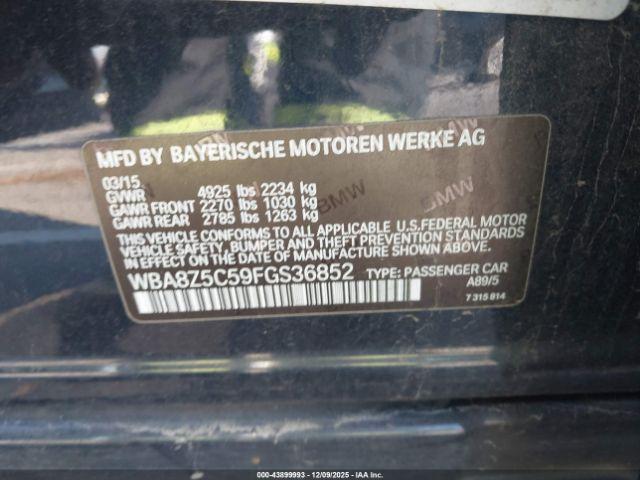 MFD BY BAYERISCHE MOTOREN WERKE AG
03/15
GVWR 4925 lbs 2234 kg
GAWR FRONT 2270 lbs 1030 kg
GAWR REAR 2785 lbs 1263 kg
THIS VEHICLE CONFORMS TO ALL APPLICABLE U.S.FEDERAL MOTOR
VEHICLE SAFETY, BUMPER, AND THEFT PREVENTION STANDARDS
IN EFFECT ON THE DATE OF MANUFACTURE SHOWN ABOVE.
WBA8Z5C59FGS36852 TYPE: PASSENGER CAR
A89/5
7 315 814
BMW
BMW
000-43899993 - 12/09/2025 - IAA Inc.